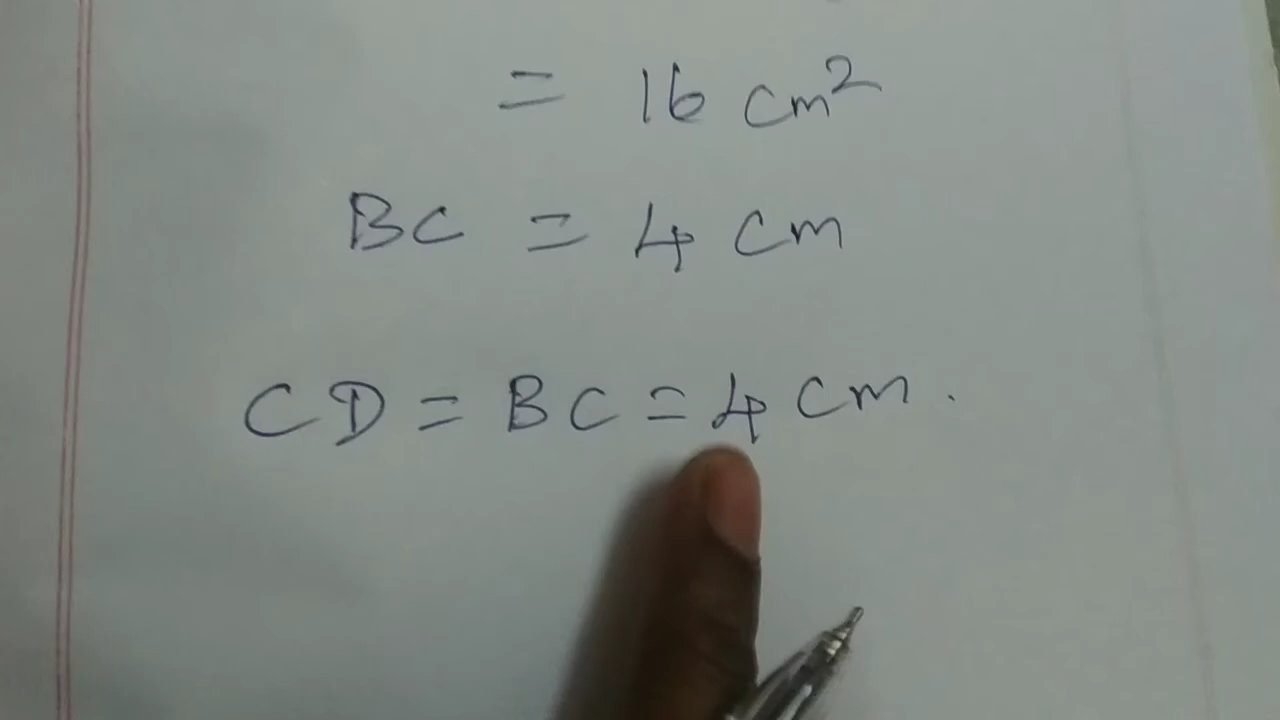 = 16 cm²
BC = 4 cm
CD = BC = 4 cm.